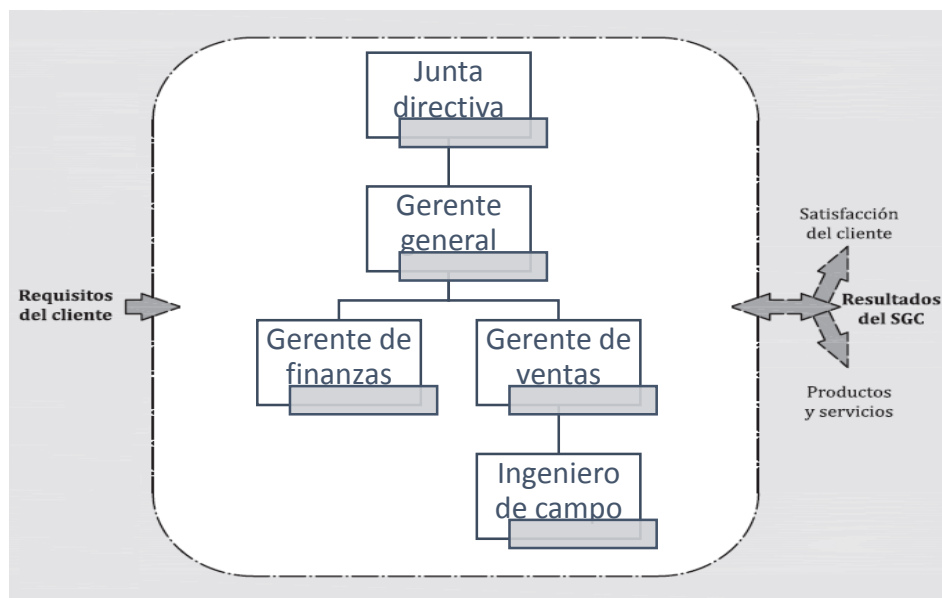 Junta
directiva
Gerente
general
Gerente de
finanzas
Gerente de
ventas
Ingeniero
de campo
Requisitos
del cliente
Satisfacción
del cliente
Resultados
del SGC
Productos
y servicios